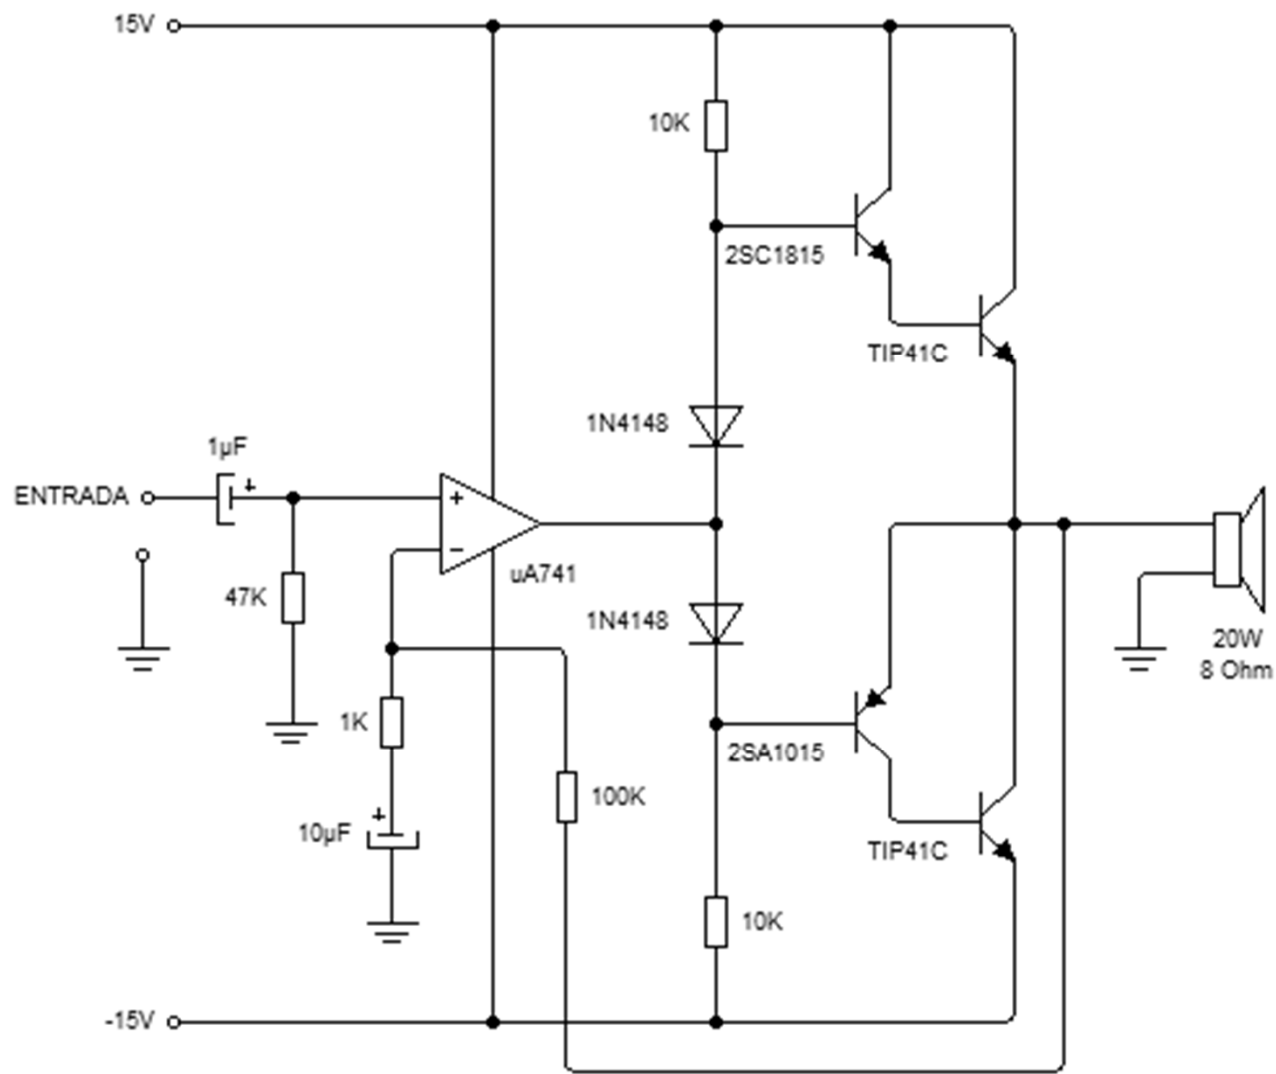 15V
10K
2SC1815
TIP41C
1N4148
1µF
+
ENTRADA
+
−
uA741
47K
1N4148
20W
8 Ohm
1K
2SA1015
100K
+
10µF
TIP41C
10K
-15V